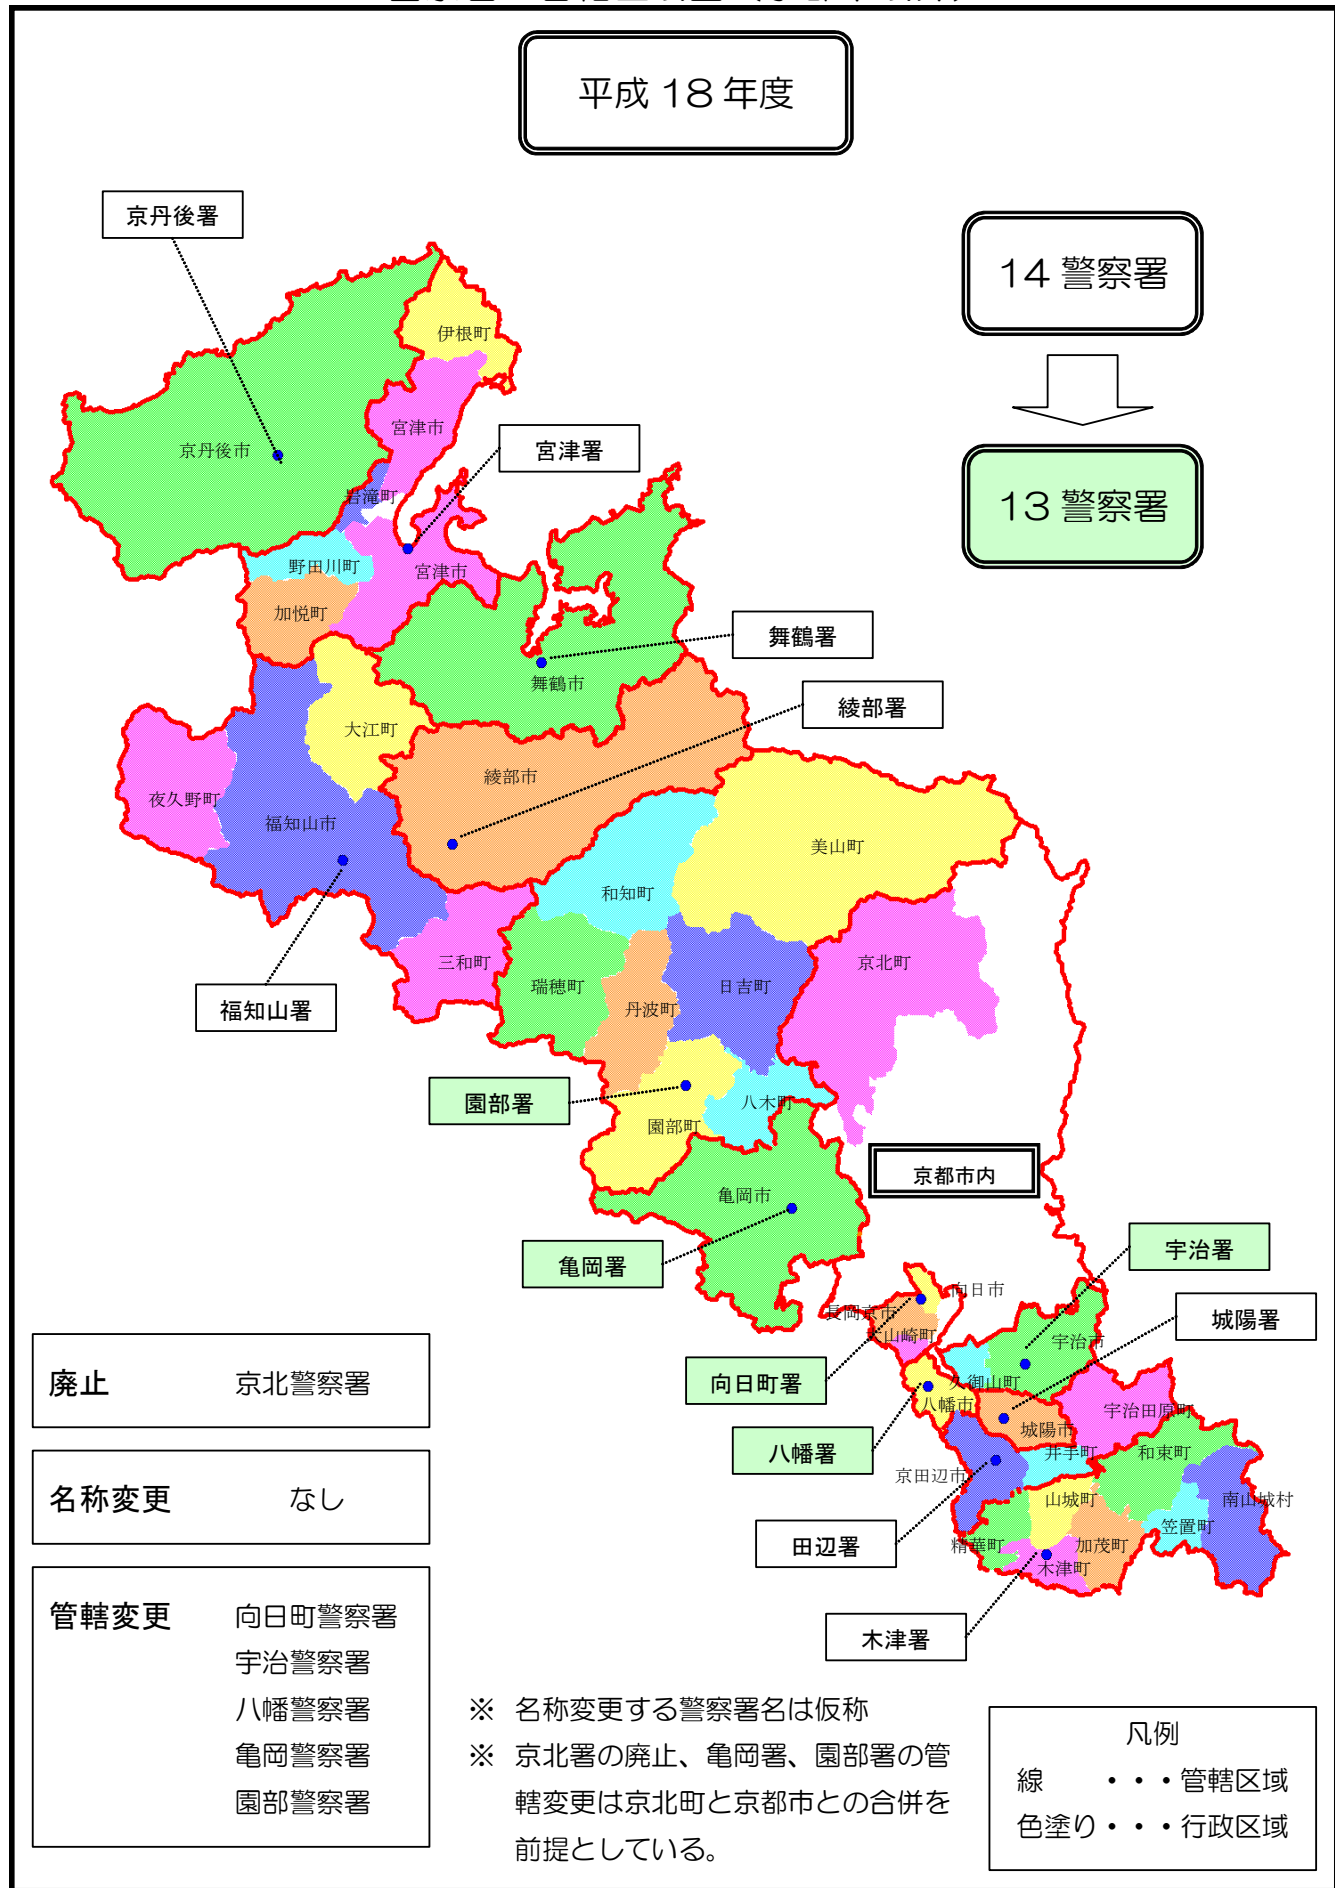 平成 18 年度
京丹後署
14 警察署
伊根町
宮津市
京丹後市
宮津署
岩滝町
13 警察署
野田川町
宮津市
加悦町
舞鶴署
舞鶴市
綾部署
大江町
綾部市
夜久野町
福知山市
美山町
和知町
三和町
京北町
瑞穂町
日吉町
丹波町
福知山署
園部署
八木町
園部町
京都市内
亀岡市
宇治署
亀岡署
向日市
長岡京市
城陽署
大山崎町
宇治市
向日町署
久御山町
八幡市
宇治田原町
城陽市
八幡署
井手町
和束町
京田辺市
山城町
南山城村
笠置町
田辺署
精華町
加茂町
木津町
木津署
廃止 京北警察署
名称変更 なし
管轄変更 向日町警察署
宇治警察署
八幡警察署
亀岡警察署
園部警察署
※ 名称変更する警察署名は仮称
※ 京北署の廃止、亀岡署、園部署の管
轄変更は京北町と京都市との合併を
前提としている。
凡例
線 ・・・管轄区域
色塗り・・・行政区域